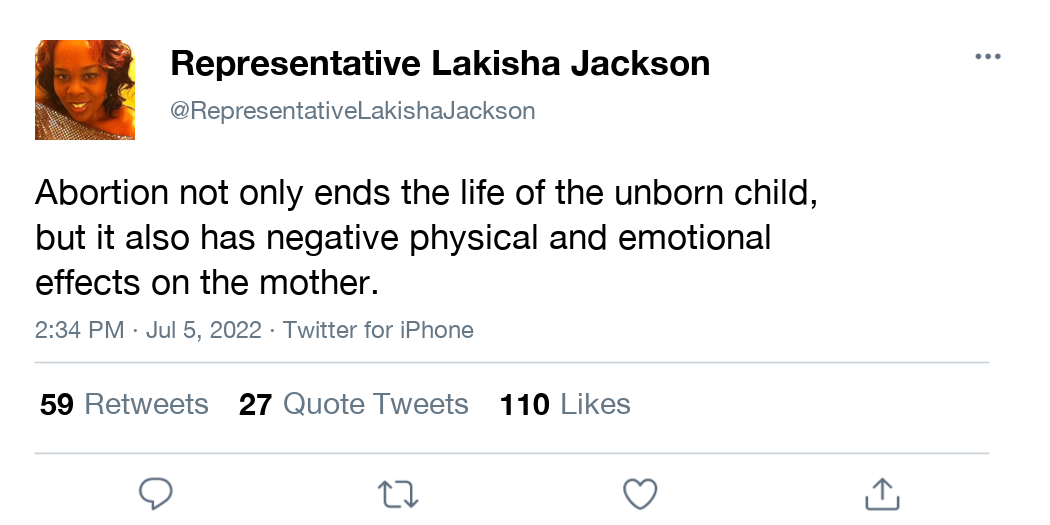 Representative Lakisha Jackson
@RepresentativeLakishaJackson
Abortion not only ends the life of the unborn child,
but it also has negative physical and emotional
effects on the mother.
2:34 PM · Jul 5, 2022 · Twitter for iPhone
59 Retweets 27 Quote Tweets 110 Likes